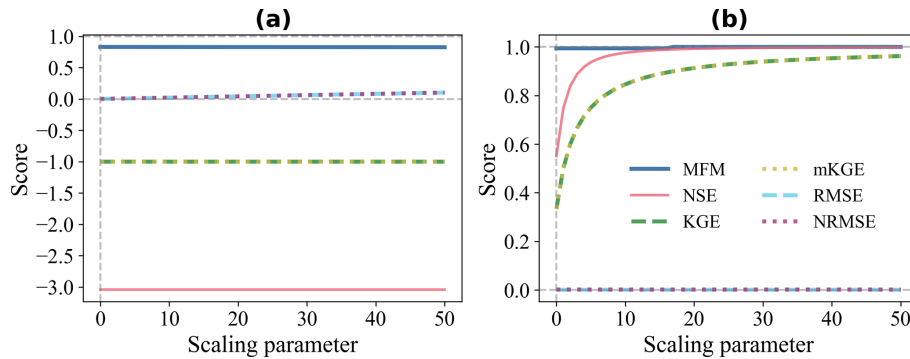 (a)
1.0
0.5
0.0
−0.5
−1.0
−1.5
−2.0
−2.5
−3.0
Score
0 10 20 30 40 50
Scaling parameter
(b)
1.0
0.8
0.6
0.4
0.2
0.0
Score
MFM mKGE
NSE RMSE
KGE NRMSE
0 10 20 30 40 50
Scaling parameter